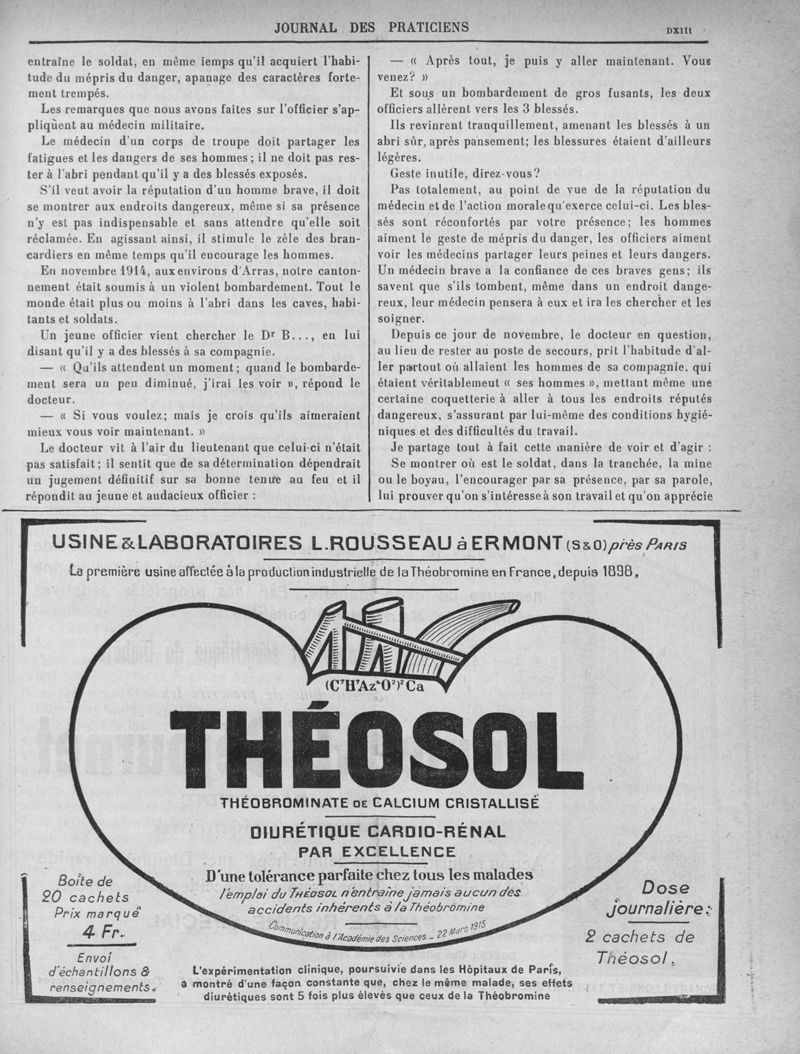 JOURNAL DES PRATICIENS
DXIII
entraîne le soldat, en même temps qu'il acquiert l'habi-
tude du mépris du danger, apanage des caractères forte-
ment trempés.
Les remarques que nous avons faites sur l'officier s'ap-
pliquent au médecin militaire.
Le médecin d'un corps de troupe doit partager les
fatigues et les dangers de ses hommes ; il ne doit pas res-
ter à l'abri pendant qu'il y a des blessés exposés.
S'il veut avoir la réputation d'un homme brave, il doit
se montrer aux endroits dangereux, même si sa présence
n'y est pas indispensable et sans attendre qu'elle soit
réclamée. En agissant ainsi, il stimule le zèle des bran-
cardiers en même temps qu'il encourage les hommes.
En novembre 1914, aux environs d'Arras, notre canton-
nement était soumis à un violent bombardement. Tout le
monde était plus ou moins à l'abri dans les caves, habi-
tants et soldats.
Un jeune officier vient chercher le Dr B..., en lui
disant qu'il y a des blessés à sa compagnie.
— « Qu'ils attendent un moment ; quand le bombarde-
ment sera un peu diminué, j'irai les voir », répond le
docteur.
— « Si vous voulez ; mais je crois qu'ils aimeraient
mieux vous voir maintenant. »
Le docteur vit à l'air du lieutenant que celui-ci n'était
pas satisfait ; il sentit que de sa détermination dépendrait
un jugement définitif sur sa bonne tenue au feu et il
répondit au jeune et audacieux officier :
— « Après tout, je puis y aller maintenant. Vous
venez ? »
Et sous un bombardement de gros fusants, les deux
officiers allèrent vers les 3 blessés.
Ils revinrent tranquillement, amenant les blessés à un
abri sûr, après pansement; les blessures étaient d'ailleurs
légères.
Geste inutile, direz-vous ?
Pas totalement, au point de vue de la réputation du
médecin et de l'action morale qu'exerce celui-ci. Les bles-
sés sont réconfortés par votre présence; les hommes
aiment le geste de mépris du danger, les officiers aiment
voir les médecins partager leurs peines et leurs dangers.
Un médecin brave a la confiance de ces braves gens ; ils
savent que s'ils tombent, même dans un endroit dange-
reux, leur médecin pensera à eux et ira les chercher et les
soigner.
Depuis ce jour de novembre, le docteur en question,
au lieu de rester au poste de secours, prit l'habitude d'al-
ler partout où allaient les hommes de sa compagnie, qui
étaient véritablement « ses hommes », mettant même une
certaine coquetterie à aller à tous les endroits réputés
dangereux, s'assurant par lui-même des conditions hygié-
niques et des difficultés du travail.
Je partage tout à fait cette manière de voir et d'agir :
Se montrer où est le soldat, dans la tranchée, la mine
ou le boyau, l'encourager par sa présence, par sa parole,
lui prouver qu'on s'intéresse à son travail et qu'on apprécie
USINE & LABORATOIRES L. ROUSSEAU à ERMONT (S&O) près PARIS
La première usine affectée à la production industrielle de la Théobromine en France, depuis 1898.
(C⁷H⁷Az⁴O²)² Ca
THÉOSOL
THÉOBROMINATE DE CALCIUM CRISTALLISÉ
DIURÉTIQUE CARDIO-RÉNAL
PAR EXCELLENCE
D'une tolérance parfaite chez tous les malades
l'emploi du THÉOSOL n'entraîne jamais aucun des
accidents inhérents à la Théobromine
Communication à l'Académie des Sciences _ 22 Mars 1915
Boîte de
20 cachets
Prix marqué
4 Fr.
Envoi
d'échantillons &
renseignements.
L'expérimentation clinique, poursuivie dans les Hôpitaux de Paris,
a montré d'une façon constante que, chez le même malade, ses effets
diurétiques sont 5 fois plus élevés que ceux de la Théobromine
Dose
journalière:
2 cachets de
Théosol.